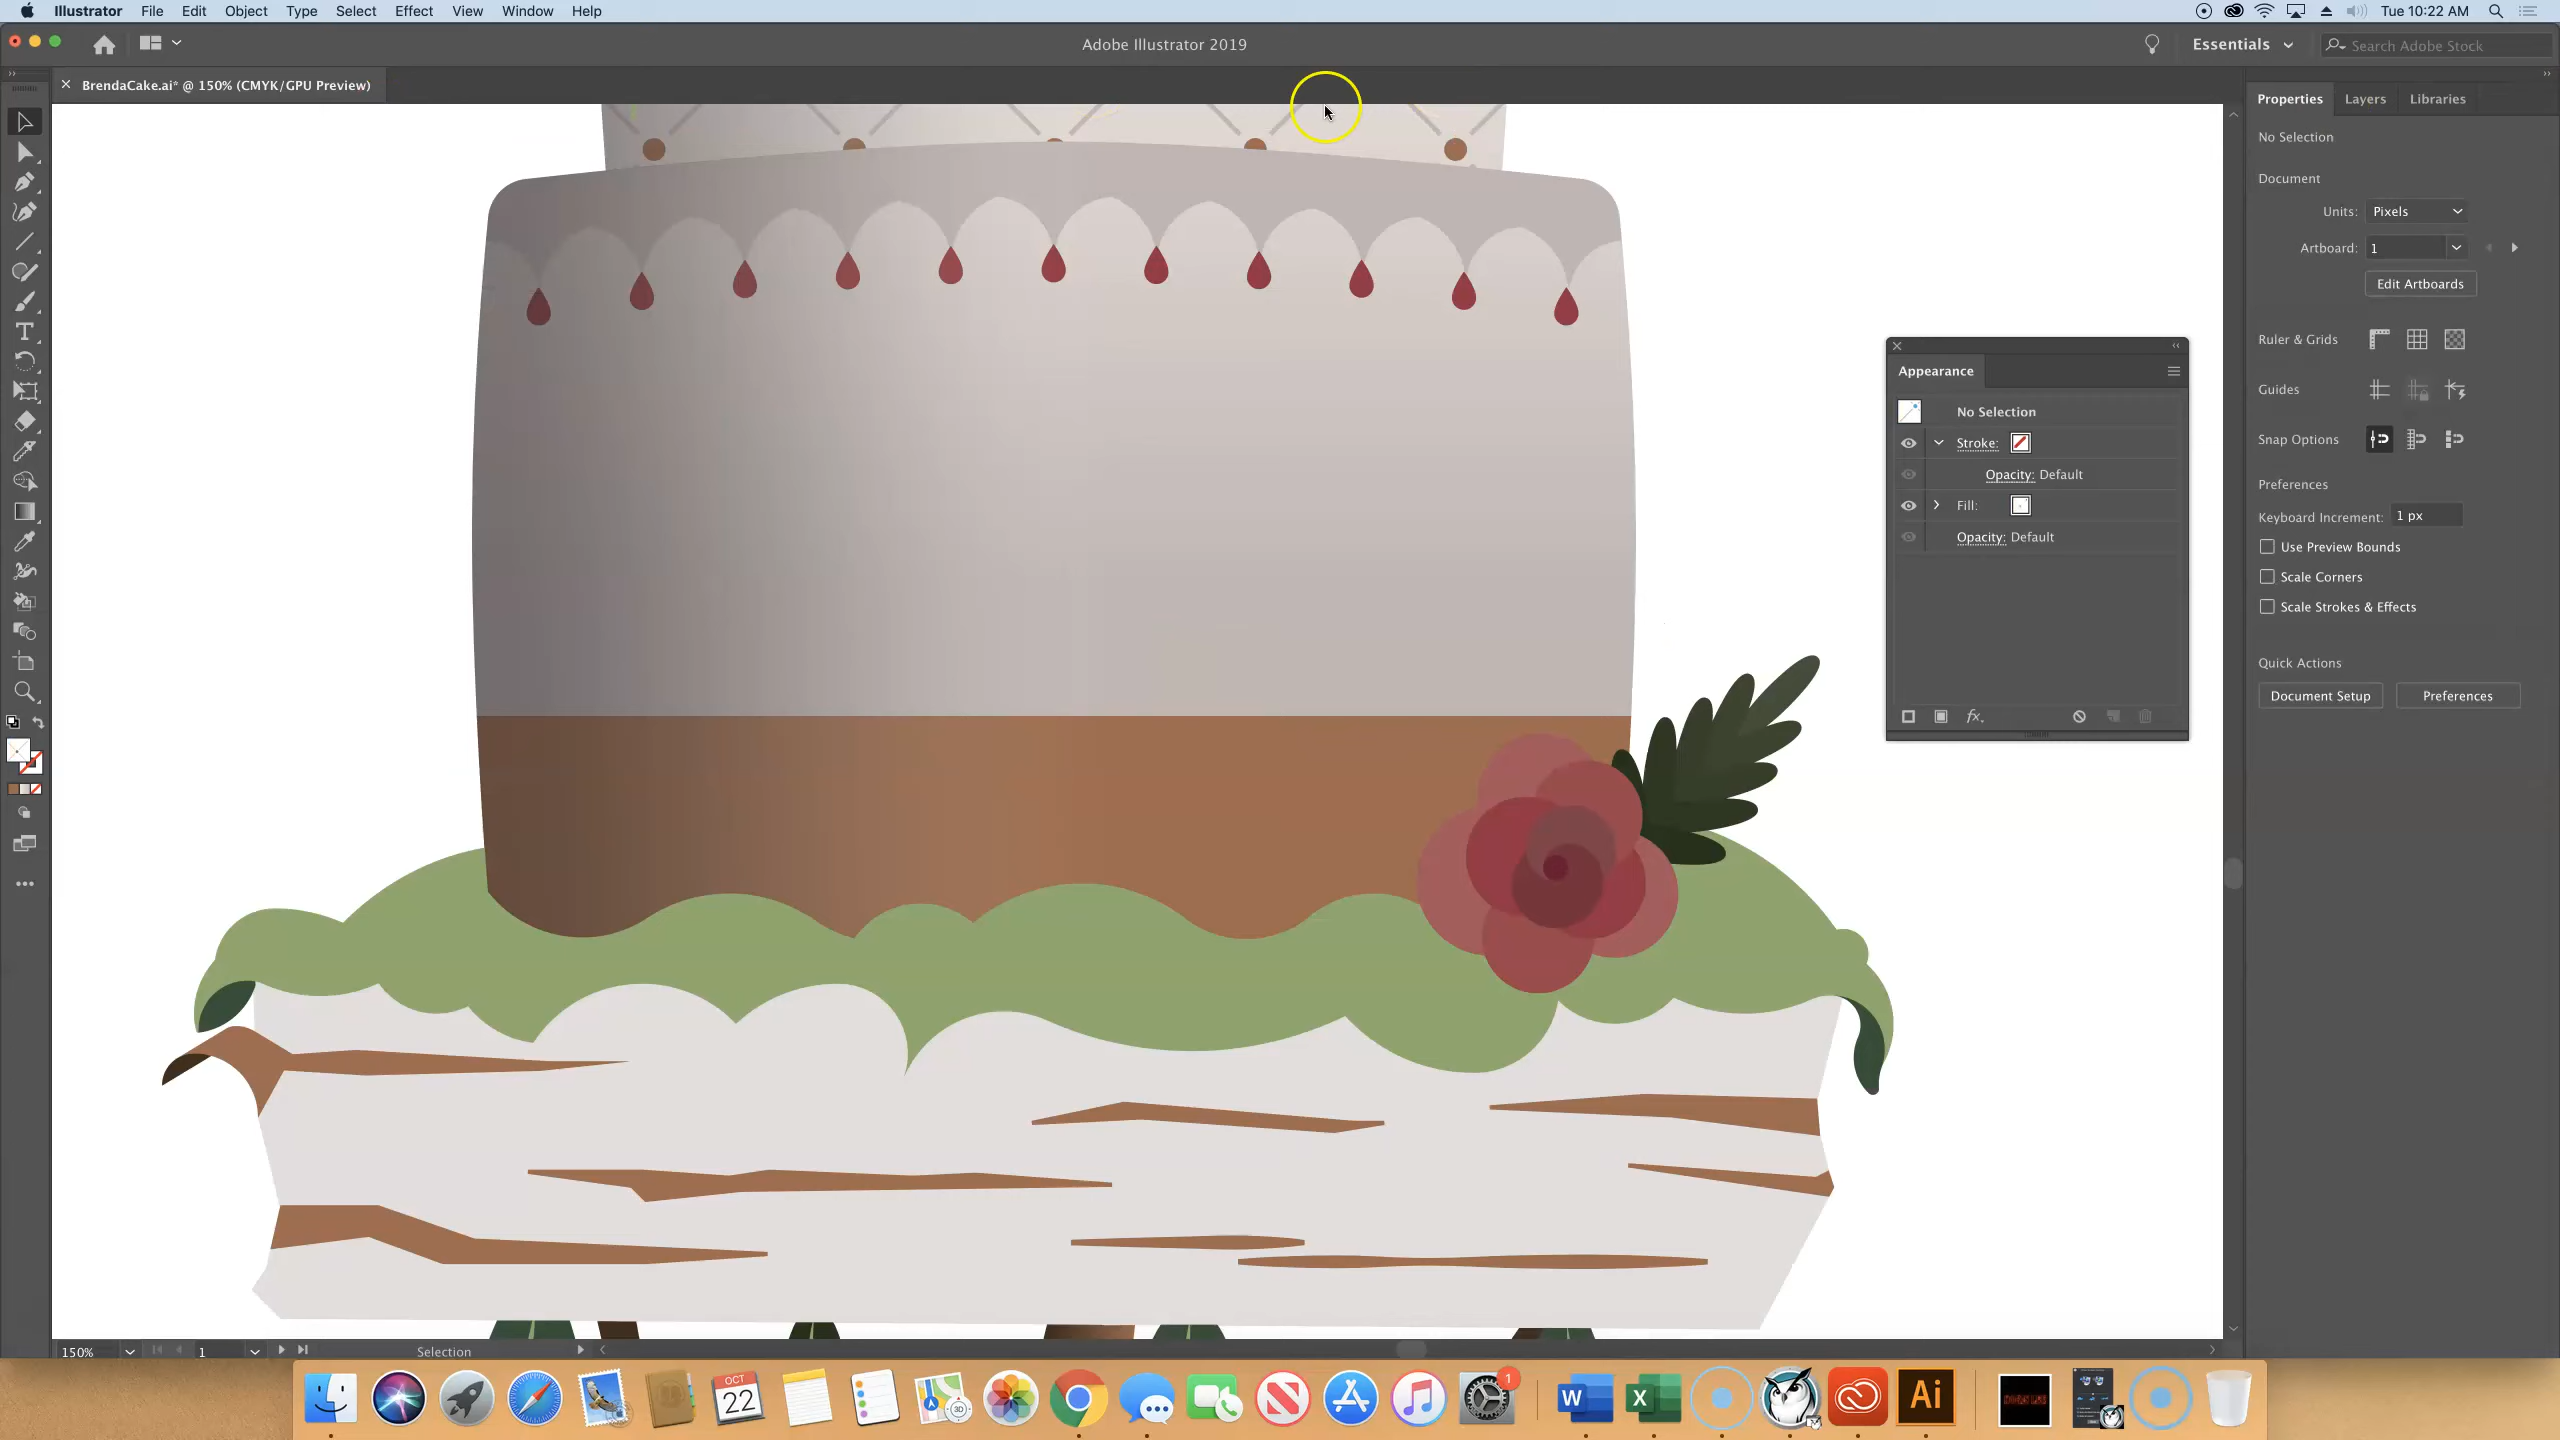 Illustrator File Edit Object Type Select Effect View Window Help Tue 10:22 AM
Adobe Illustrator 2019 Essentials Search Adobe Stock
BrendaCake.ai* @ 150% (CMYK/GPU Preview)
Properties Layers Libraries
No Selection
Document
Units: Pixels
Artboard: 1
Edit Artboards
Ruler & Grids
Guides
Snap Options
Preferences
Keyboard Increment: 1 px
Use Preview Bounds
Scale Corners
Scale Strokes & Effects
Quick Actions
Document Setup Preferences
Appearance
No Selection
Stroke:
Opacity: Default
Fill:
Opacity: Default
fx.
150% 1 Selection
OCT
22
3D
1
W
X
Ai